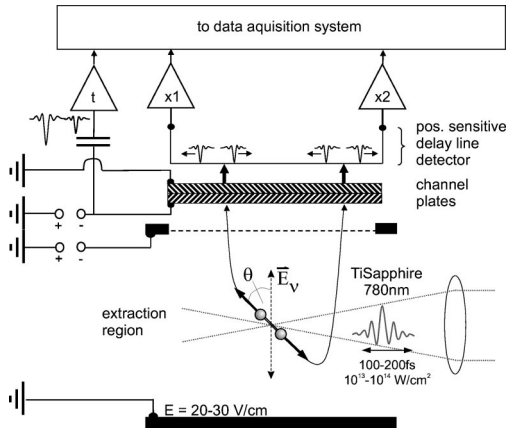 to data aquisition system
t
x1
x2
pos. sensitive
delay line
detector
channel
plates
+ -
+ -
θ
E⃗ᵥ
TiSapphire
780nm
extraction
region
100-200fs
10¹³-10¹⁴ W/cm²
E = 20-30 V/cm